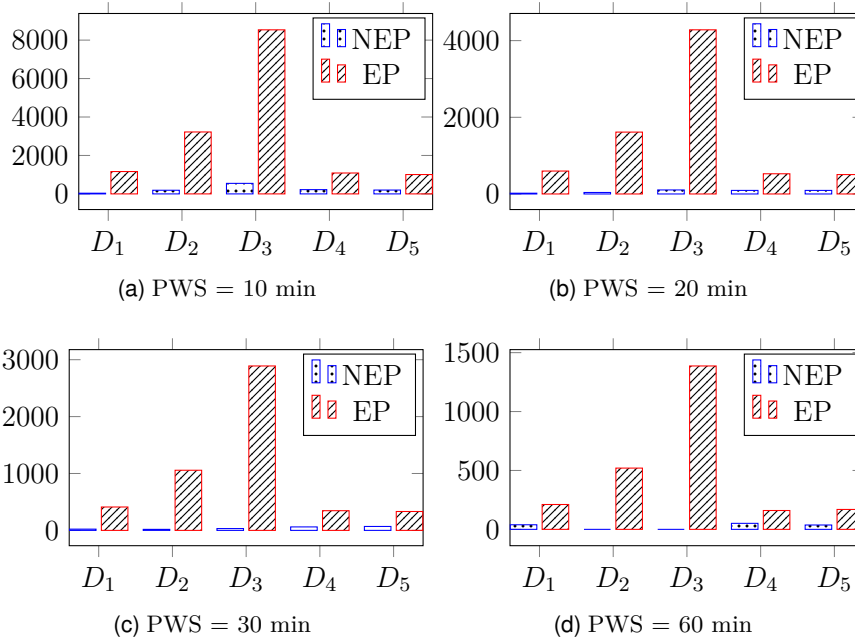 8000
6000
4000
2000
0
NEP
EP
D1 D2 D3 D4 D5
(a) PWS = 10 min
4000
2000
0
NEP
EP
D1 D2 D3 D4 D5
(b) PWS = 20 min
3000
2000
1000
0
NEP
EP
D1 D2 D3 D4 D5
(c) PWS = 30 min
1500
1000
500
0
NEP
EP
D1 D2 D3 D4 D5
(d) PWS = 60 min